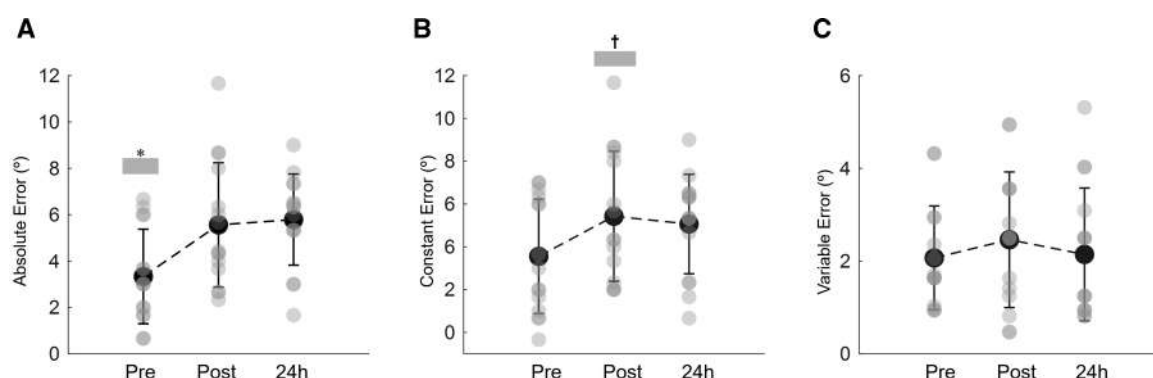 A
Absolute Error (°)
12
10
8
6
4
2
0
*
Pre Post 24h
B
Constant Error (°)
12
10
8
6
6
2
0
†
Pre Post 24h
C
Variable Error (°)
6
4
2
0
Pre Post 24h